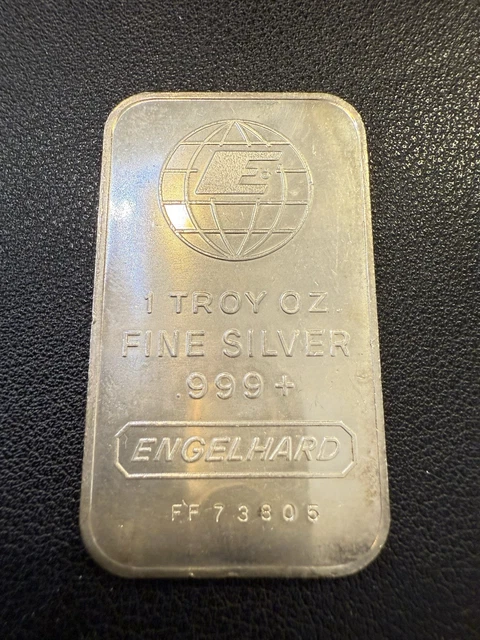 E
1 TROY OZ.
FINE SILVER
.999+
ENGELHARD
FF73805